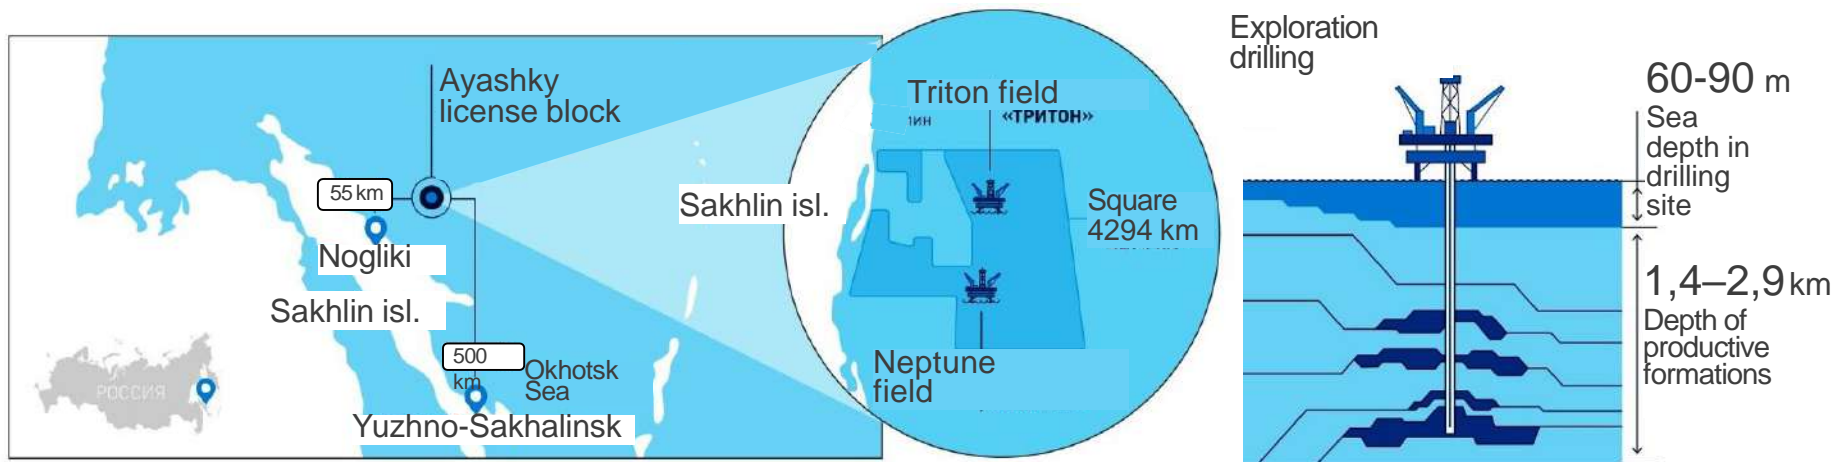 Ayashky
license block
55 km
Nogliki
Sakhlin isl.
500
km
Okhotsk
Sea
Yuzhno-Sakhalinsk
РОССИЯ
Sakhlin isl.
Triton field
«ТРИТОН»
Square
4294 km
Neptune
field
Exploration
drilling
60-90 m
Sea
depth in
drilling
site
1,4–2,9 km
Depth of
productive
formations